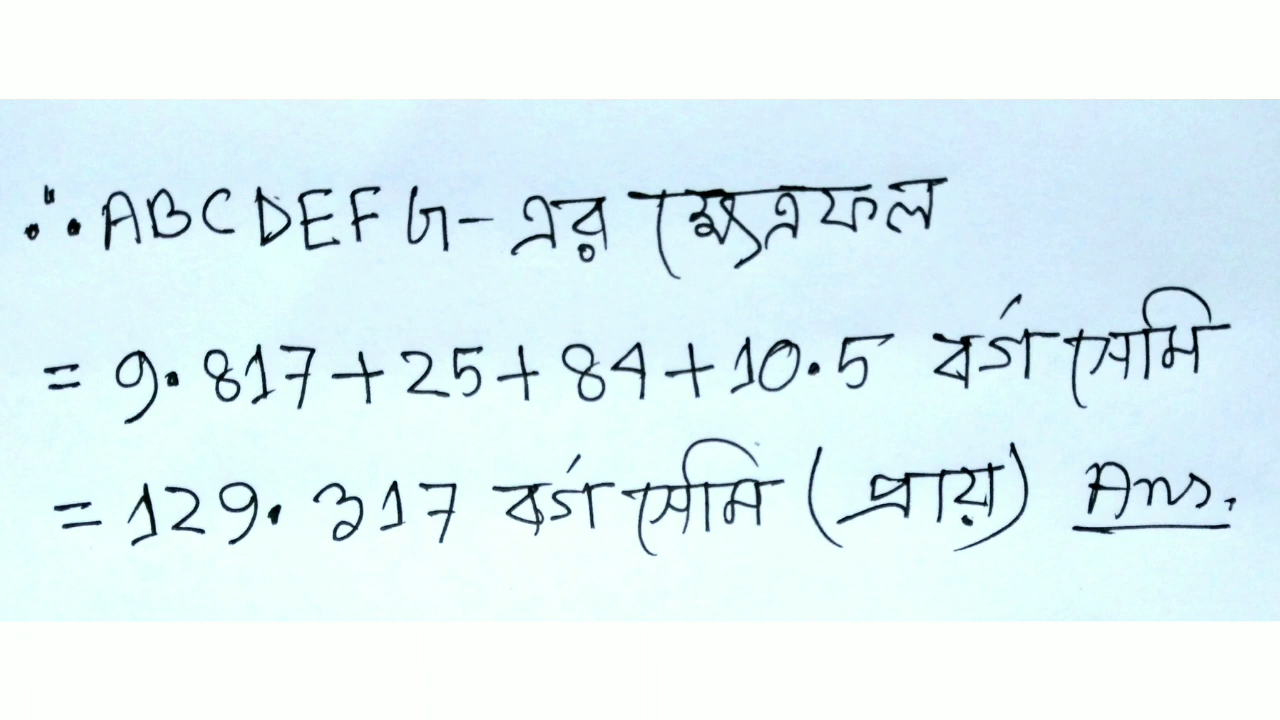 ∴ ABCDEFG-এর ক্ষেত্রফল
= 9.817+25+84+10.5 বর্গ সেমি
= 129.317 বর্গ সেমি (প্রায়) Ans.